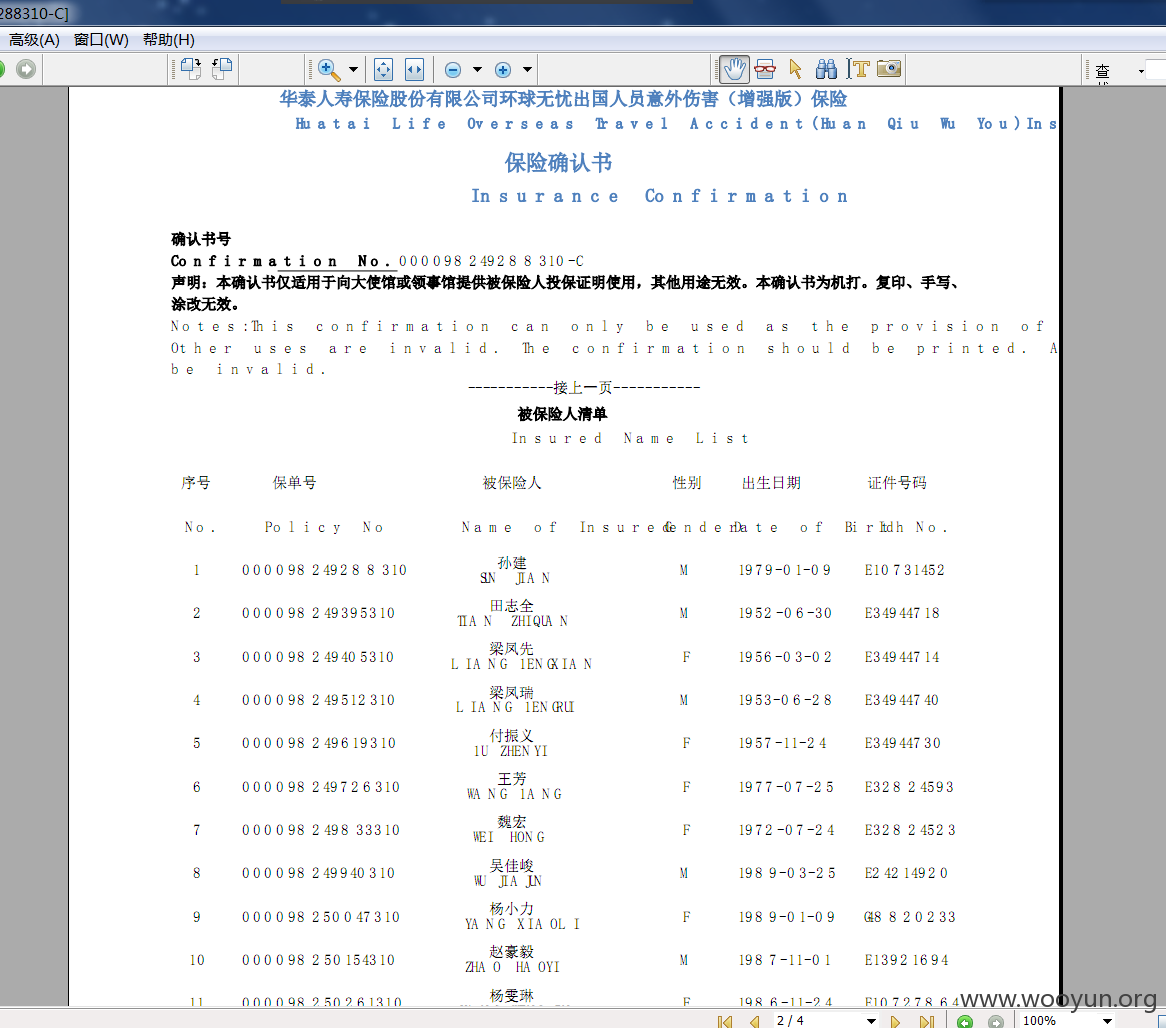 288310-C]
高级(A) 窗口(W) 帮助(H)
查
华泰人寿保险股份有限公司环球无忧出国人员意外伤害（增强版）保险
Huatai Life Overseas Travel Accident(Huan Qiu Wu You)Ins
保险确认书
Insurance Confirmation
确认书号
Confirmation No.000098249288310-C
声明：本确认书仅适用于向大使馆或领事馆提供被保险人投保证明使用，其他用途无效。本确认书为机打。复印、手写、
涂改无效。
Notes:This confirmation can only be used as the provision of
Other uses are invalid. The confirmation should be printed. A
be invalid.
-----------接上一页-----------
被保险人清单
Insured Name List
序号 保单号 被保险人 性别 出生日期 证件号码
No. Policy No Name of Insured Gender Date of Birth Id No.
1 000098249288310 孙建 M 1979-01-09 E10731452
SUN JIAN
2 000098249395310 田志全 M 1952-06-30 E34944718
TIAN ZHIQUAN
3 000098249405310 梁凤先 F 1956-03-02 E34944714
LIANG 1ENGXIAN
4 000098249512310 梁凤瑞 M 1953-06-28 E34944740
LIANG 1ENGRUI
5 000098249619310 付振义 F 1957-11-24 E34944730
1U ZHENYI
6 000098249726310 王芳 F 1977-07-25 E32824593
WANG 1ANG
7 000098249833310 魏宏 F 1972-07-24 E32824523
WEI HONG
8 000098249940310 吴佳峻 M 1989-03-25 E24214920
WU JIAJUN
9 000098250047310 杨小力 F 1989-01-09 G48820233
YANG XIAOLI
10 000098250154310 赵豪毅 M 1987-11-01 E13921694
ZHAO HAOYI
11 000098250261310 杨雯琳 F 1986-11-24 E10727864
www.wooyun.org
2 / 4 100%